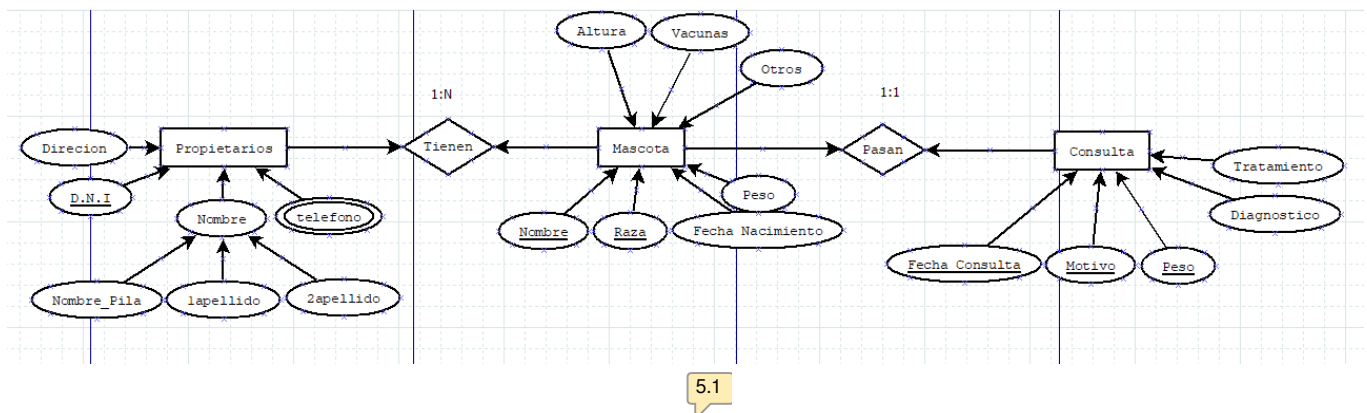 Altura
Vacunas
Otros
1:N
1:1
Direcion
Propietarios
Tienen
Mascota
Pasan
Consulta
Tratamiento
D.N.I
Nombre
telefono
Nombre
Raza
Peso
Fecha Nacimiento
Diagnostico
Fecha Consulta
Motivo
Peso
Nombre_Pila
1apellido
2apellido
5.1